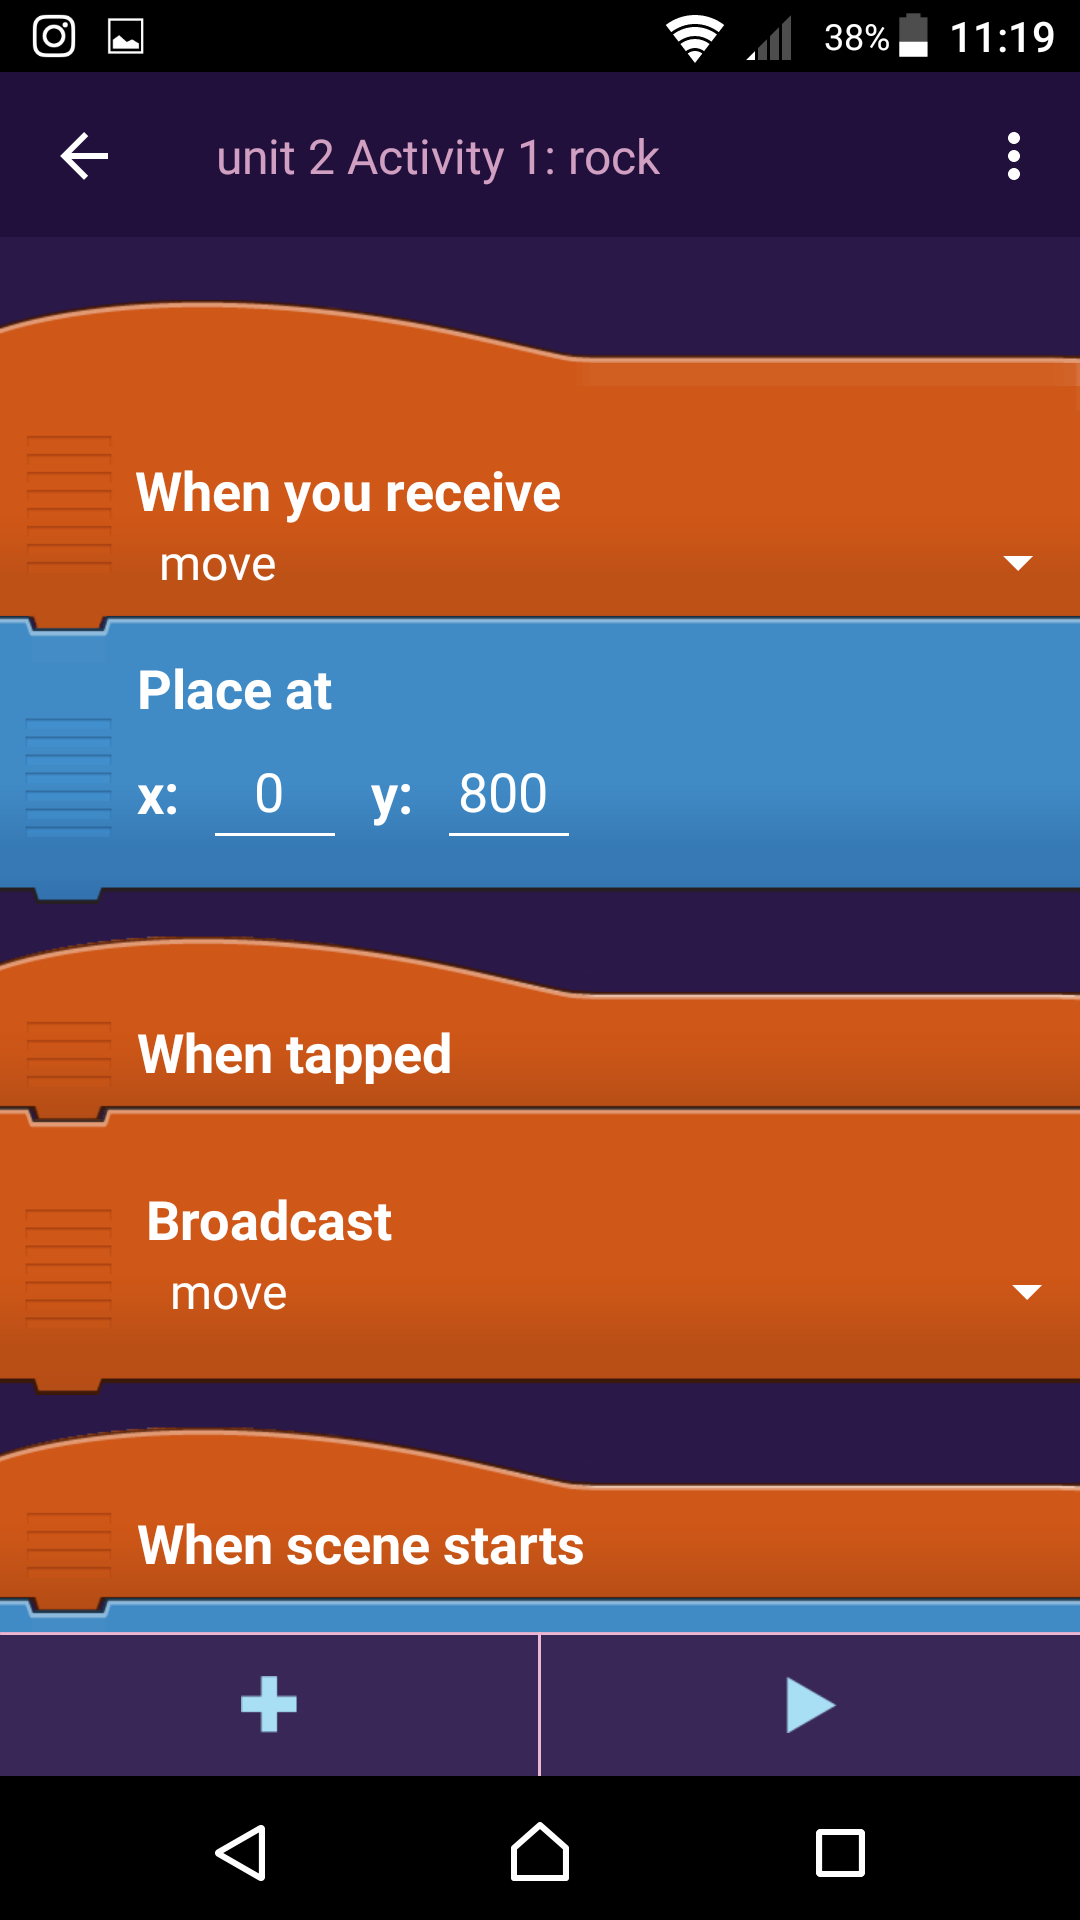 38% 11:19
unit 2 Activity 1: rock
When you receive
move
Place at
x: 0 y: 800
When tapped
Broadcast
move
When scene starts